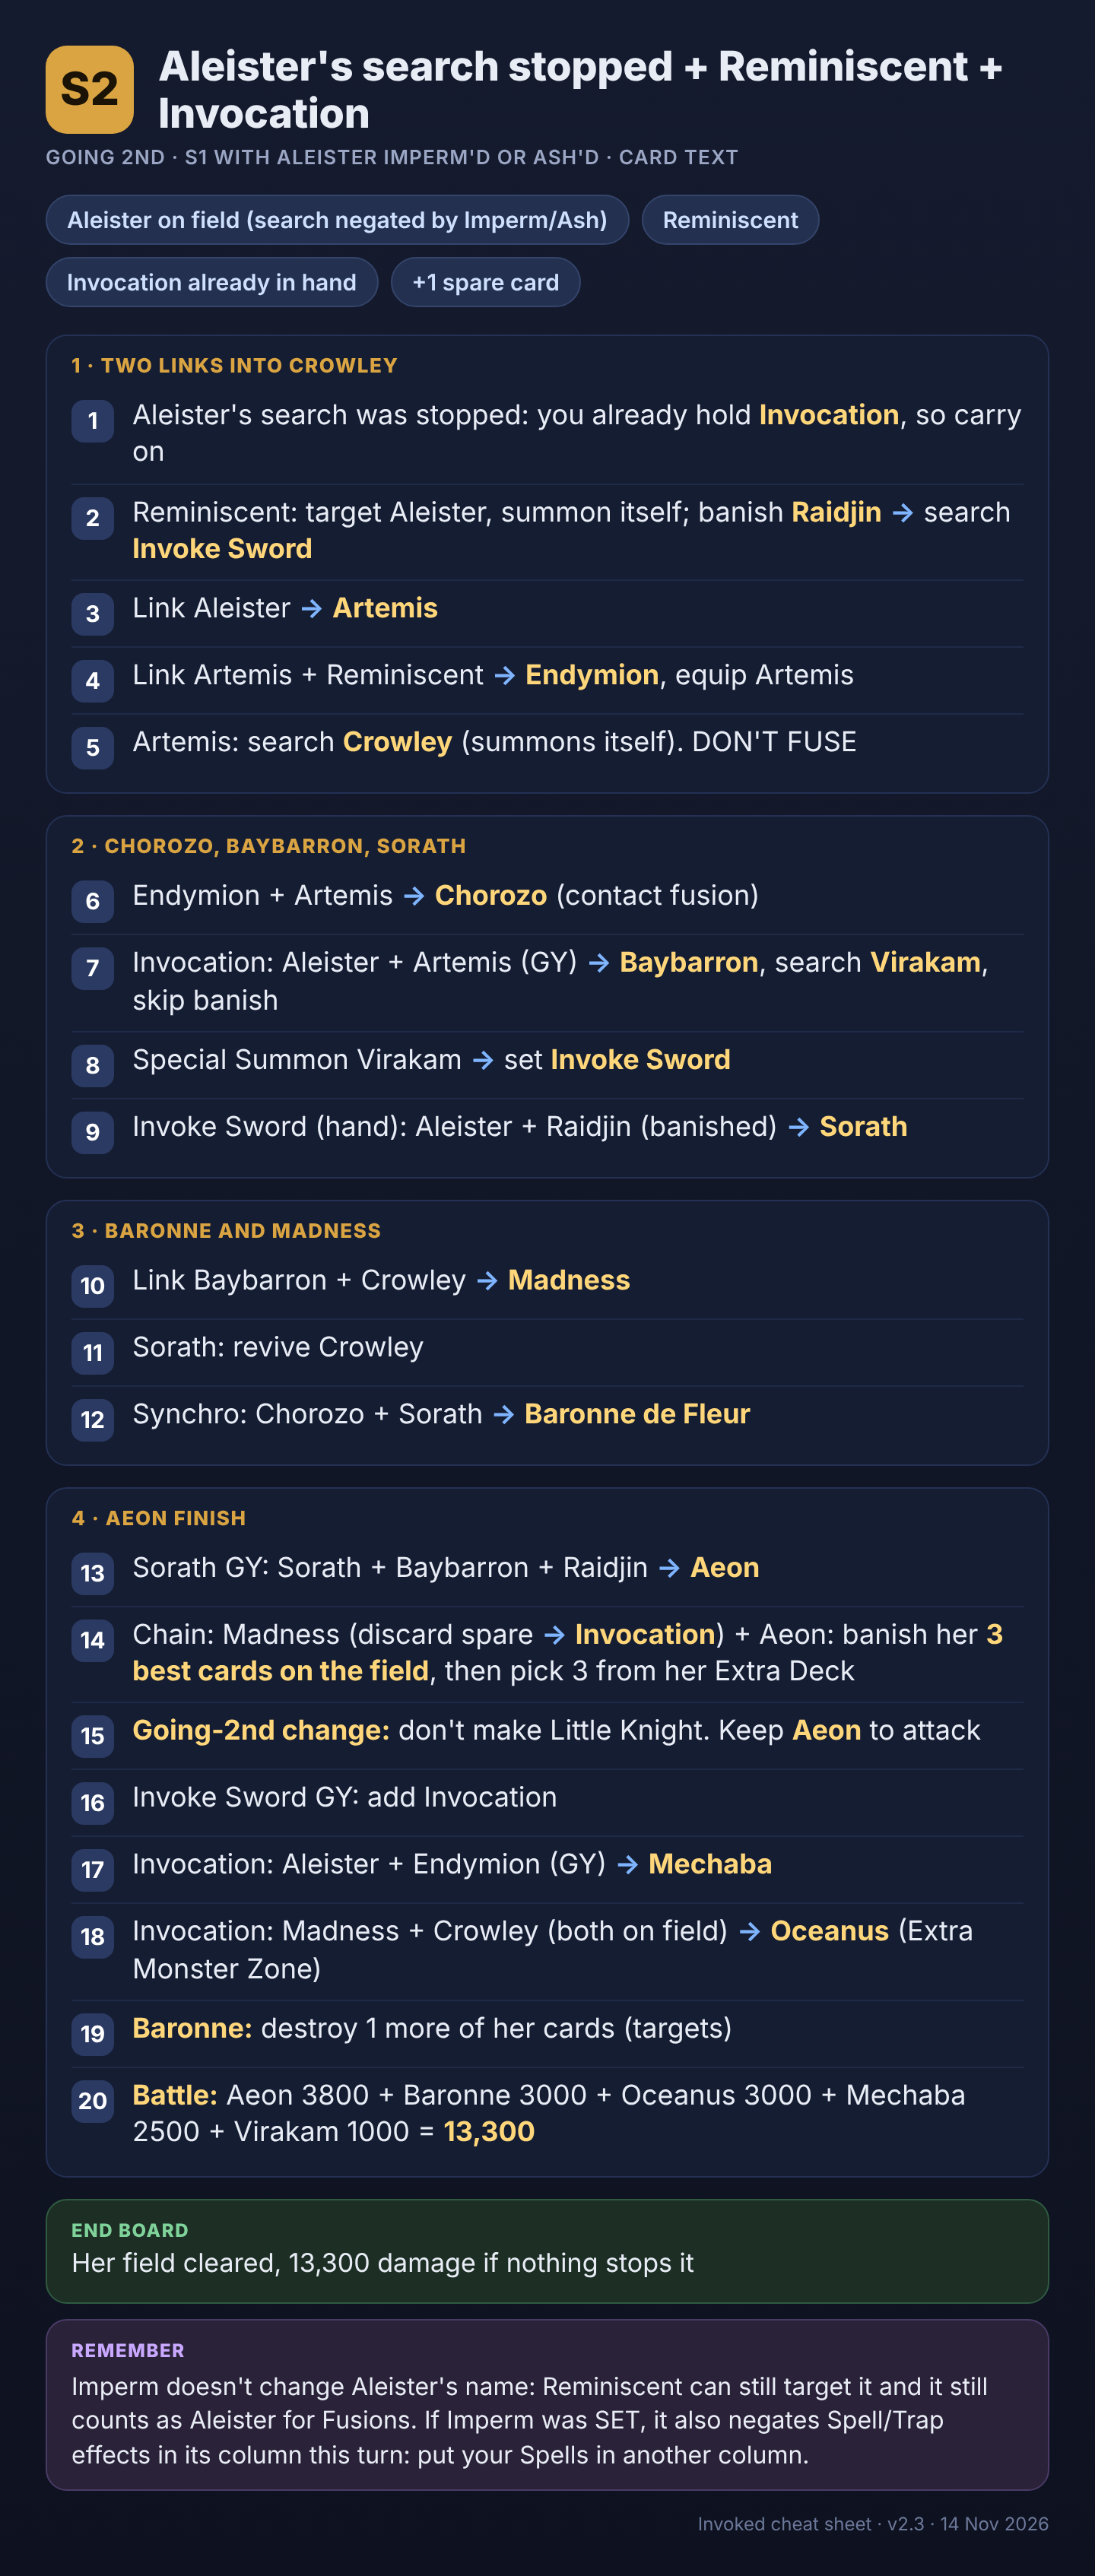 S2
Aleister's search stopped + Reminiscent +
Invocation
GOING 2ND · S1 WITH ALEISTER IMPERM'D OR ASH'D · CARD TEXT
Aleister on field (search negated by Imperm/Ash)
Reminiscent
Invocation already in hand
+1 spare card
1 · TWO LINKS INTO CROWLEY
1 Aleister's search was stopped: you already hold Invocation, so carry
on
2 Reminiscent: target Aleister, summon itself; banish Raidjin → search
Invoke Sword
3 Link Aleister → Artemis
4 Link Artemis + Reminiscent → Endymion, equip Artemis
5 Artemis: search Crowley (summons itself). DON'T FUSE
2 · CHOROZO, BAYBARRON, SORATH
6 Endymion + Artemis → Chorozo (contact fusion)
7 Invocation: Aleister + Artemis (GY) → Baybarron, search Virakam,
skip banish
8 Special Summon Virakam → set Invoke Sword
9 Invoke Sword (hand): Aleister + Raidjin (banished) → Sorath
3 · BARONNE AND MADNESS
10 Link Baybarron + Crowley → Madness
11 Sorath: revive Crowley
12 Synchro: Chorozo + Sorath → Baronne de Fleur
4 · AEON FINISH
13 Sorath GY: Sorath + Baybarron + Raidjin → Aeon
14 Chain: Madness (discard spare → Invocation) + Aeon: banish her 3
best cards on the field, then pick 3 from her Extra Deck
15 Going-2nd change: don't make Little Knight. Keep Aeon to attack
16 Invoke Sword GY: add Invocation
17 Invocation: Aleister + Endymion (GY) → Mechaba
18 Invocation: Madness + Crowley (both on field) → Oceanus (Extra
Monster Zone)
19 Baronne: destroy 1 more of her cards (targets)
20 Battle: Aeon 3800 + Baronne 3000 + Oceanus 3000 + Mechaba
2500 + Virakam 1000 = 13,300
END BOARD
Her field cleared, 13,300 damage if nothing stops it
REMEMBER
Imperm doesn't change Aleister's name: Reminiscent can still target it and it still
counts as Aleister for Fusions. If Imperm was SET, it also negates Spell/Trap
effects in its column this turn: put your Spells in another column.
Invoked cheat sheet · v2.3 · 14 Nov 2026